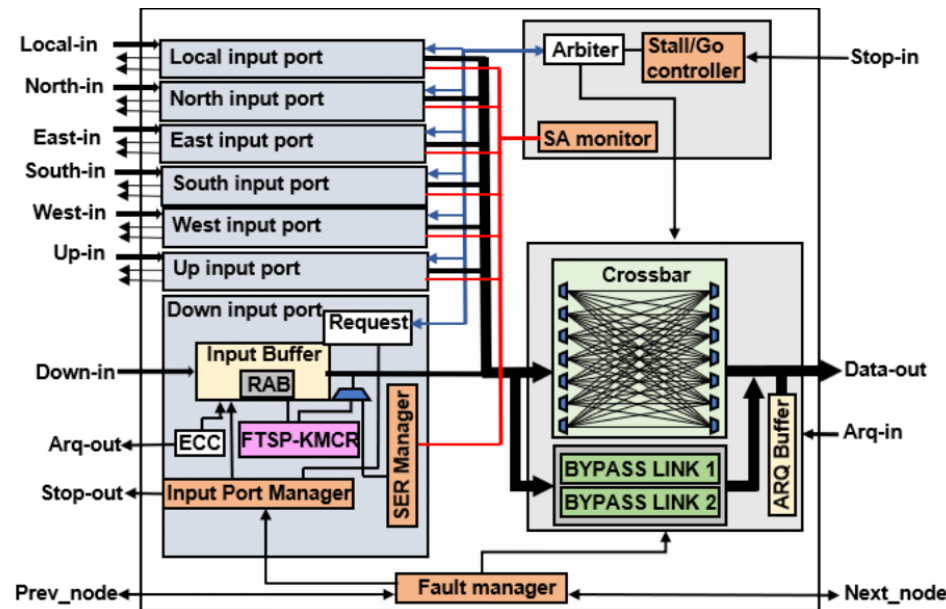 Local-in
North-in
East-in
South-in
West-in
Up-in
Down-in
Arq-out
Stop-out
Prev_node
Local input port
North input port
East input port
South input port
West input port
Up input port
Down input port
Request
Input Buffer
RAB
ECC
FTSP-KMCR
SER Manager
Input Port Manager
Fault manager
Arbiter
Stall/Go
controller
SA monitor
Crossbar
BYPASS LINK 1
BYPASS LINK 2
ARQ Buffer
Stop-in
Data-out
Arq-in
Next_node